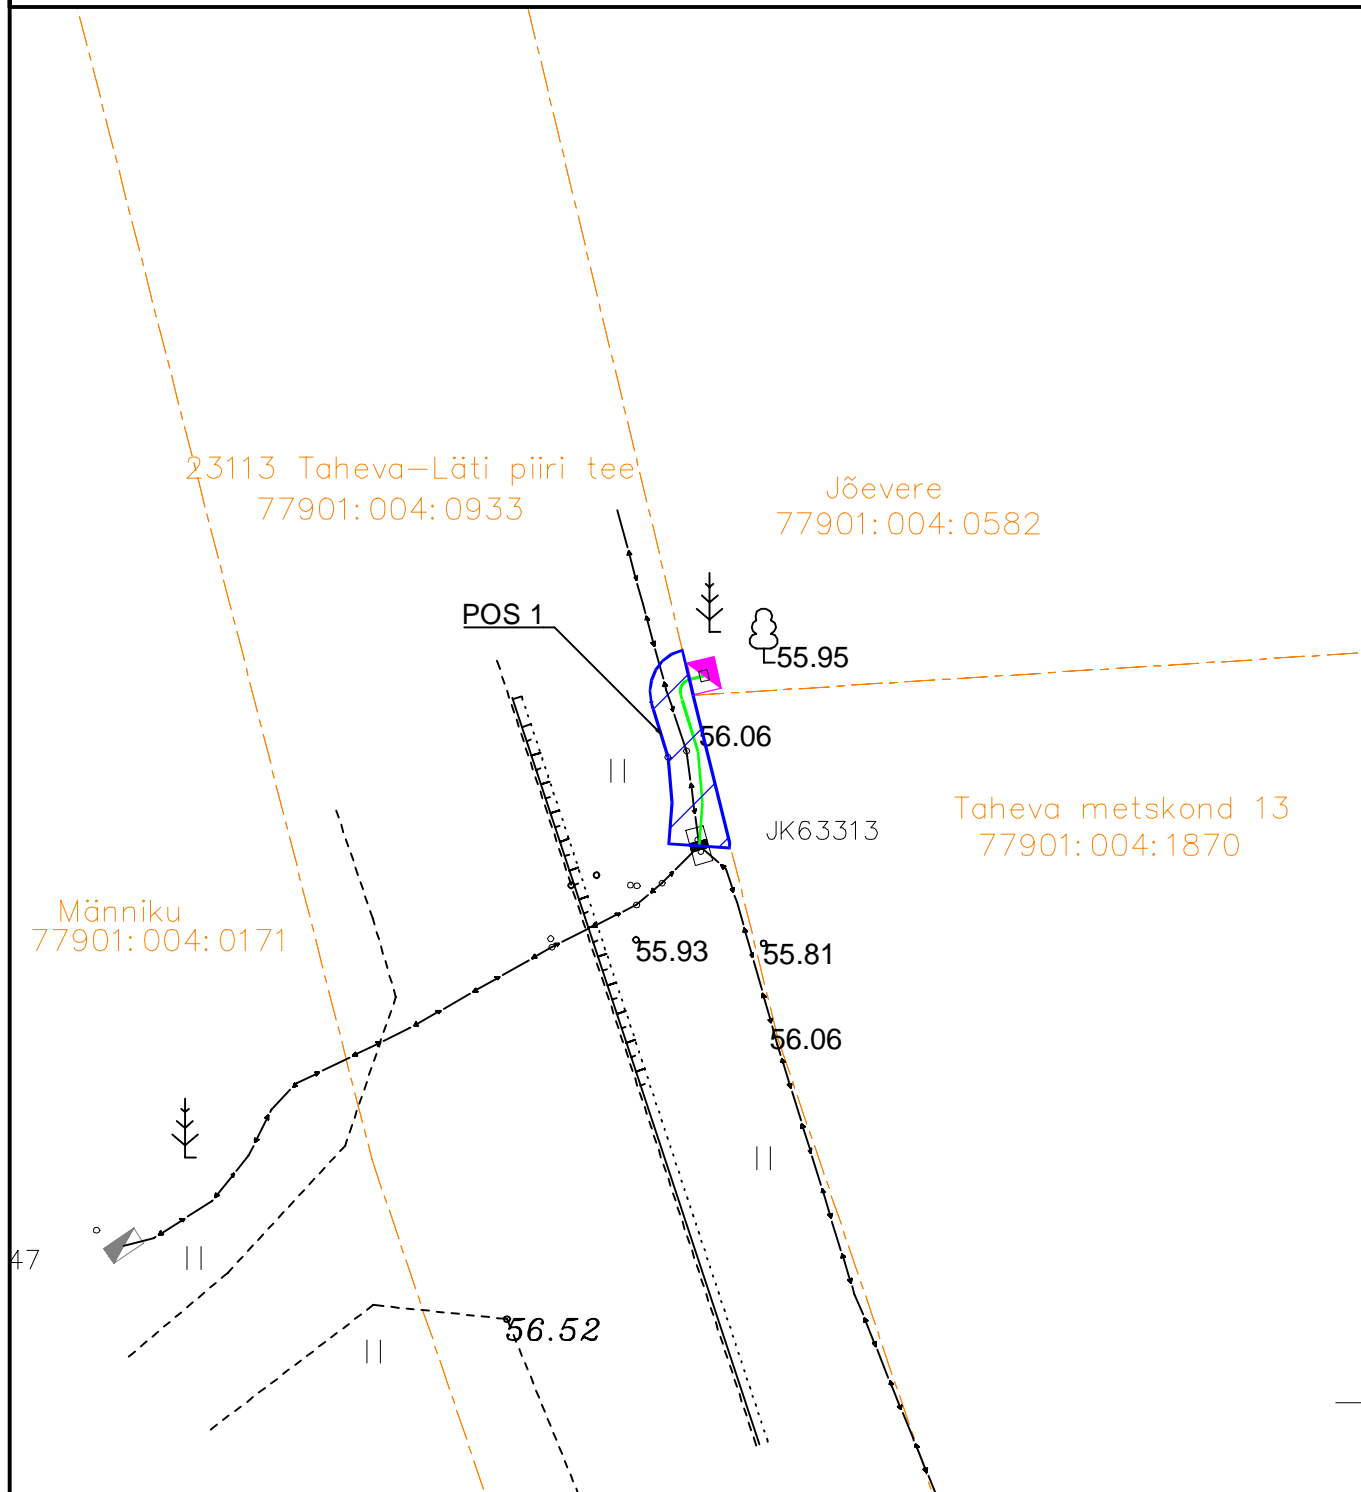 23113 Taheva-Läti piiri tee
77901:004:0933
Jõevere
77901:004:0582
POS 1
55.95
56.06
Taheva metskond 13
77901:004:1870
JK63313
Männiku
77901:004:0171
55.93
55.81
56.06
47
56.52